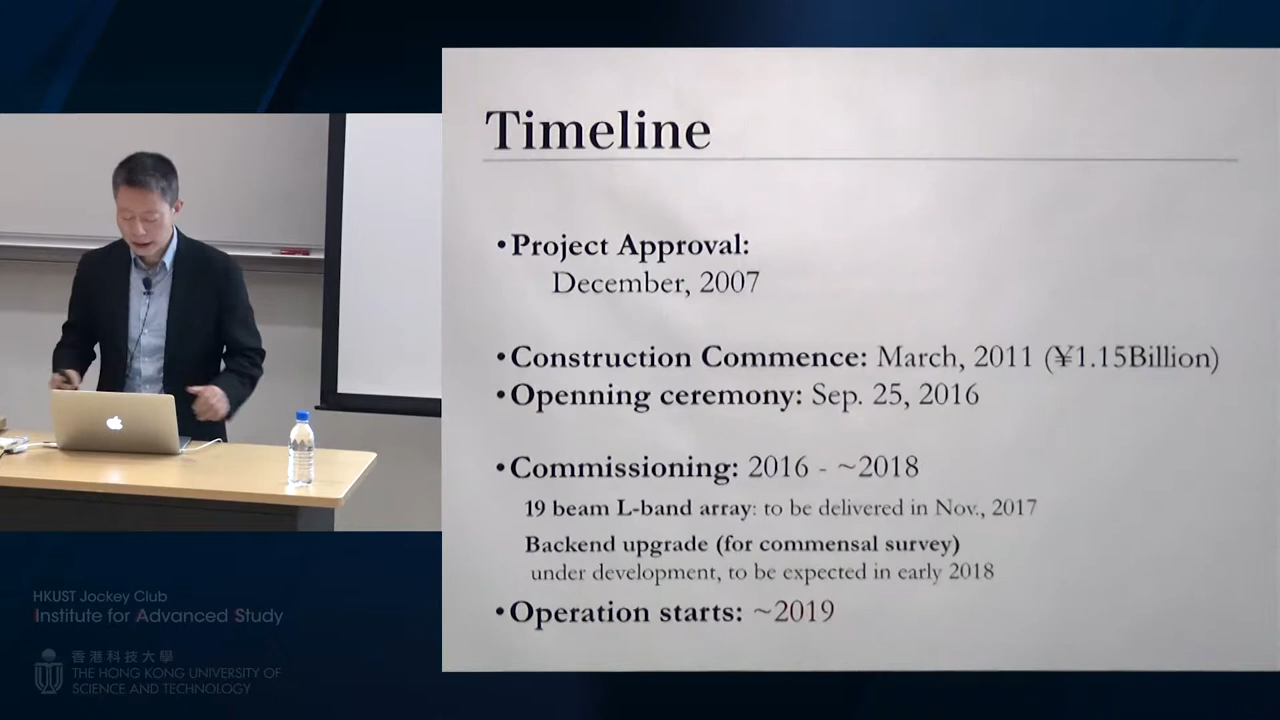 Timeline
•Project Approval:
December, 2007
•Construction Commence: March, 2011 (¥1.15Billion)
•Openning ceremony: Sep. 25, 2016
•Commissioning: 2016 - ~2018
19 beam L-band array: to be delivered in Nov., 2017
Backend upgrade (for commensal survey)
under development, to be expected in early 2018
•Operation starts: ~2019
HKUST Jockey Club
Institute for Advanced Study
香港科技大學
THE HONG KONG UNIVERSITY OF
SCIENCE AND TECHNOLOGY